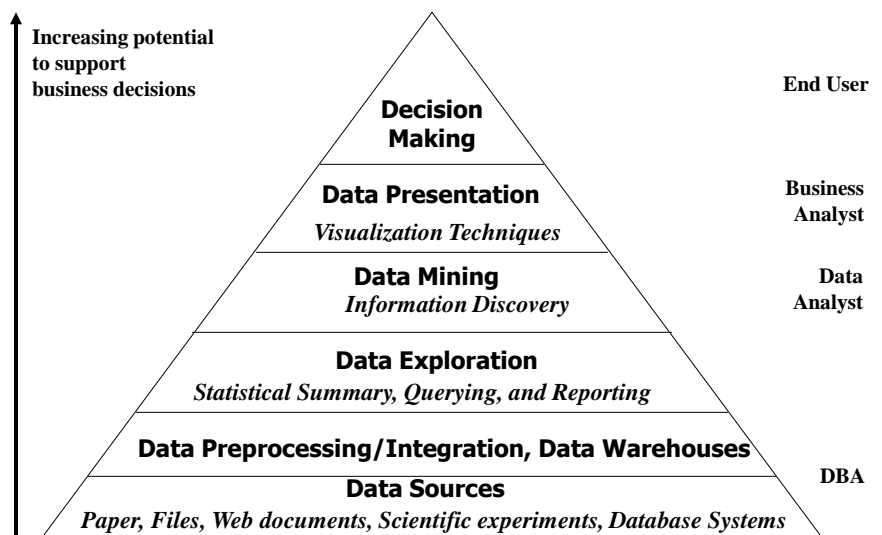 Increasing potential
to support
business decisions
End User
Decision
Making
Data Presentation
Business
Analyst
Visualization Techniques
Data Mining
Data
Analyst
Information Discovery
Data Exploration
Statistical Summary, Querying, and Reporting
Data Preprocessing/Integration, Data Warehouses
DBA
Data Sources
Paper, Files, Web documents, Scientific experiments, Database Systems